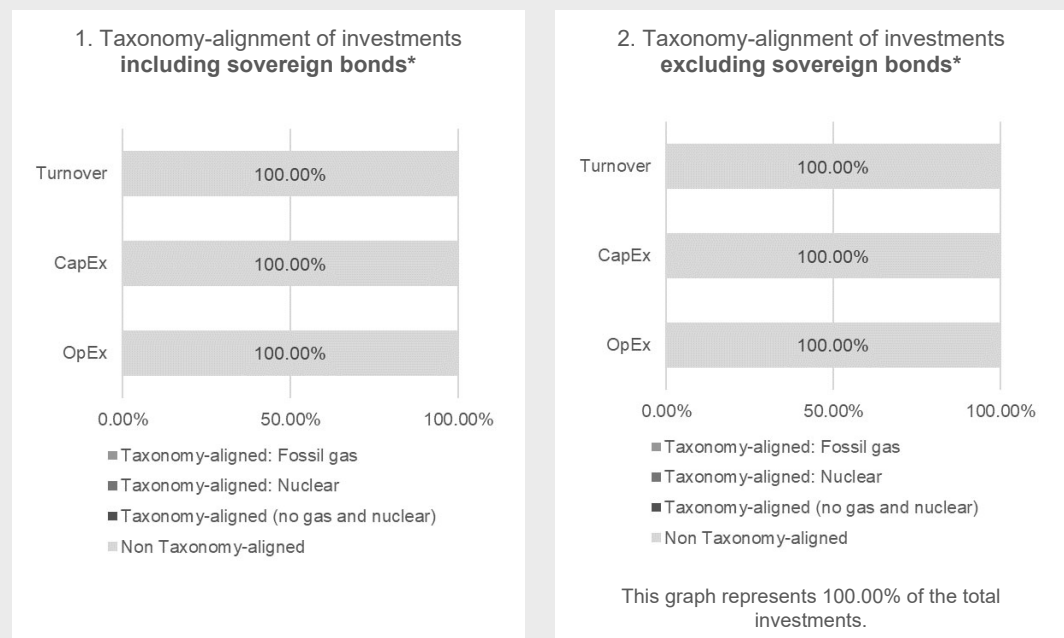 1. Taxonomy-alignment of investments
including sovereign bonds*
Turnover
100.00%
CapEx
100.00%
OpEx
100.00%
0.00%
50.00%
100.00%
Taxonomy-aligned: Fossil gas
Taxonomy-aligned: Nuclear
Taxonomy-aligned (no gas and nuclear)
Non Taxonomy-aligned
2. Taxonomy-alignment of investments
excluding sovereign bonds*
Turnover
100.00%
CapEx
100.00%
OpEx
100.00%
0.00%
50.00%
100.00%
Taxonomy-aligned: Fossil gas
Taxonomy-aligned: Nuclear
Taxonomy-aligned (no gas and nuclear)
Non Taxonomy-aligned
This graph represents 100.00% of the total
investments.